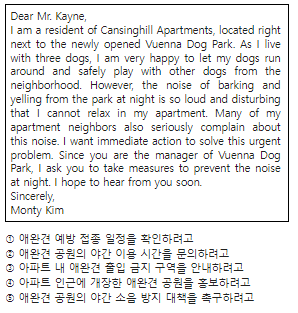 Dear Mr. Kayne,
I am a resident of Cansinghill Apartments, located right
next to the newly opened Vuenna Dog Park. As I live
with three dogs, I am very happy to let my dogs run
around and safely play with other dogs from the
neighborhood. However, the noise of barking and
yelling from the park at night is so loud and disturbing
that I cannot relax in my apartment. Many of my
apartment neighbors also seriously complain about
this noise. I want immediate action to solve this urgent
problem. Since you are the manager of Vuenna Dog
Park, I ask you to take measures to prevent the noise
at night. I hope to hear from you soon.
Sincerely,
Monty Kim
① 애완견 예방 접종 일정을 확인하려고
② 애완견 공원의 야간 이용 시간을 문의하려고
③ 아파트 내 애완견 출입 금지 구역을 안내하려고
④ 아파트 인근에 개장한 애완견 공원을 홍보하려고
⑤ 애완견 공원의 야간 소음 방지 대책을 촉구하려고